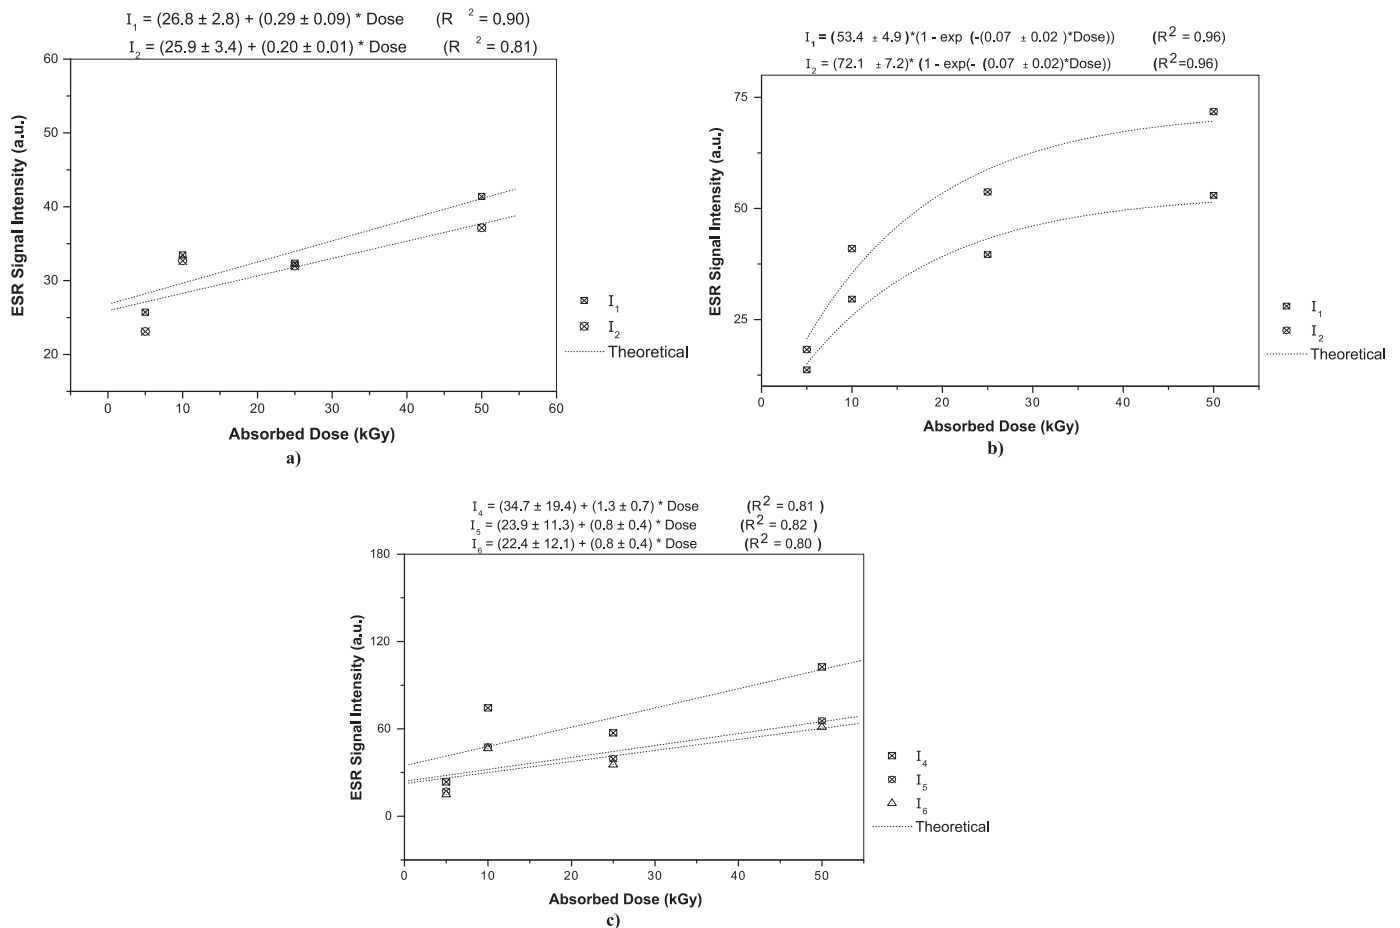 I1 = (26.8 ± 2.8) + (0.29 ± 0.09) * Dose (R 2 = 0.90)
I2 = (25.9 ± 3.4) + (0.20 ± 0.01) * Dose (R 2 = 0.81)
ESR Signal Intensity (a.u.)
60
50
40
30
20
0 10 20 30 40 50 60
Absorbed Dose (kGy)
I1
I2
Theoretical
a)
I1 = (53.4 ± 4.9 )*(1 - exp (-(0.07 ± 0.02 )*Dose)) (R2 = 0.96)
I2 = (72.1 ± 7.2)* (1 - exp(- (0.07 ± 0.02)*Dose)) (R2=0.96)
ESR Signal Intensity (a.u.)
75
50
25
0 10 20 30 40 50
Absorbed Dose (kGy)
I1
I2
Theoretical
b)
I4 = (34.7 ± 19.4) + (1.3 ± 0.7) * Dose (R2 = 0.81 )
I5 = (23.9 ± 11.3) + (0.8 ± 0.4) * Dose (R2 = 0.82 )
I6 = (22.4 ± 12.1) + (0.8 ± 0.4) * Dose (R2 = 0.80 )
ESR Signal Intensity (a.u.)
180
120
60
0
0 10 20 30 40 50
Absorbed Dose (kGy)
I4
I5
I6
Theoretical
c)